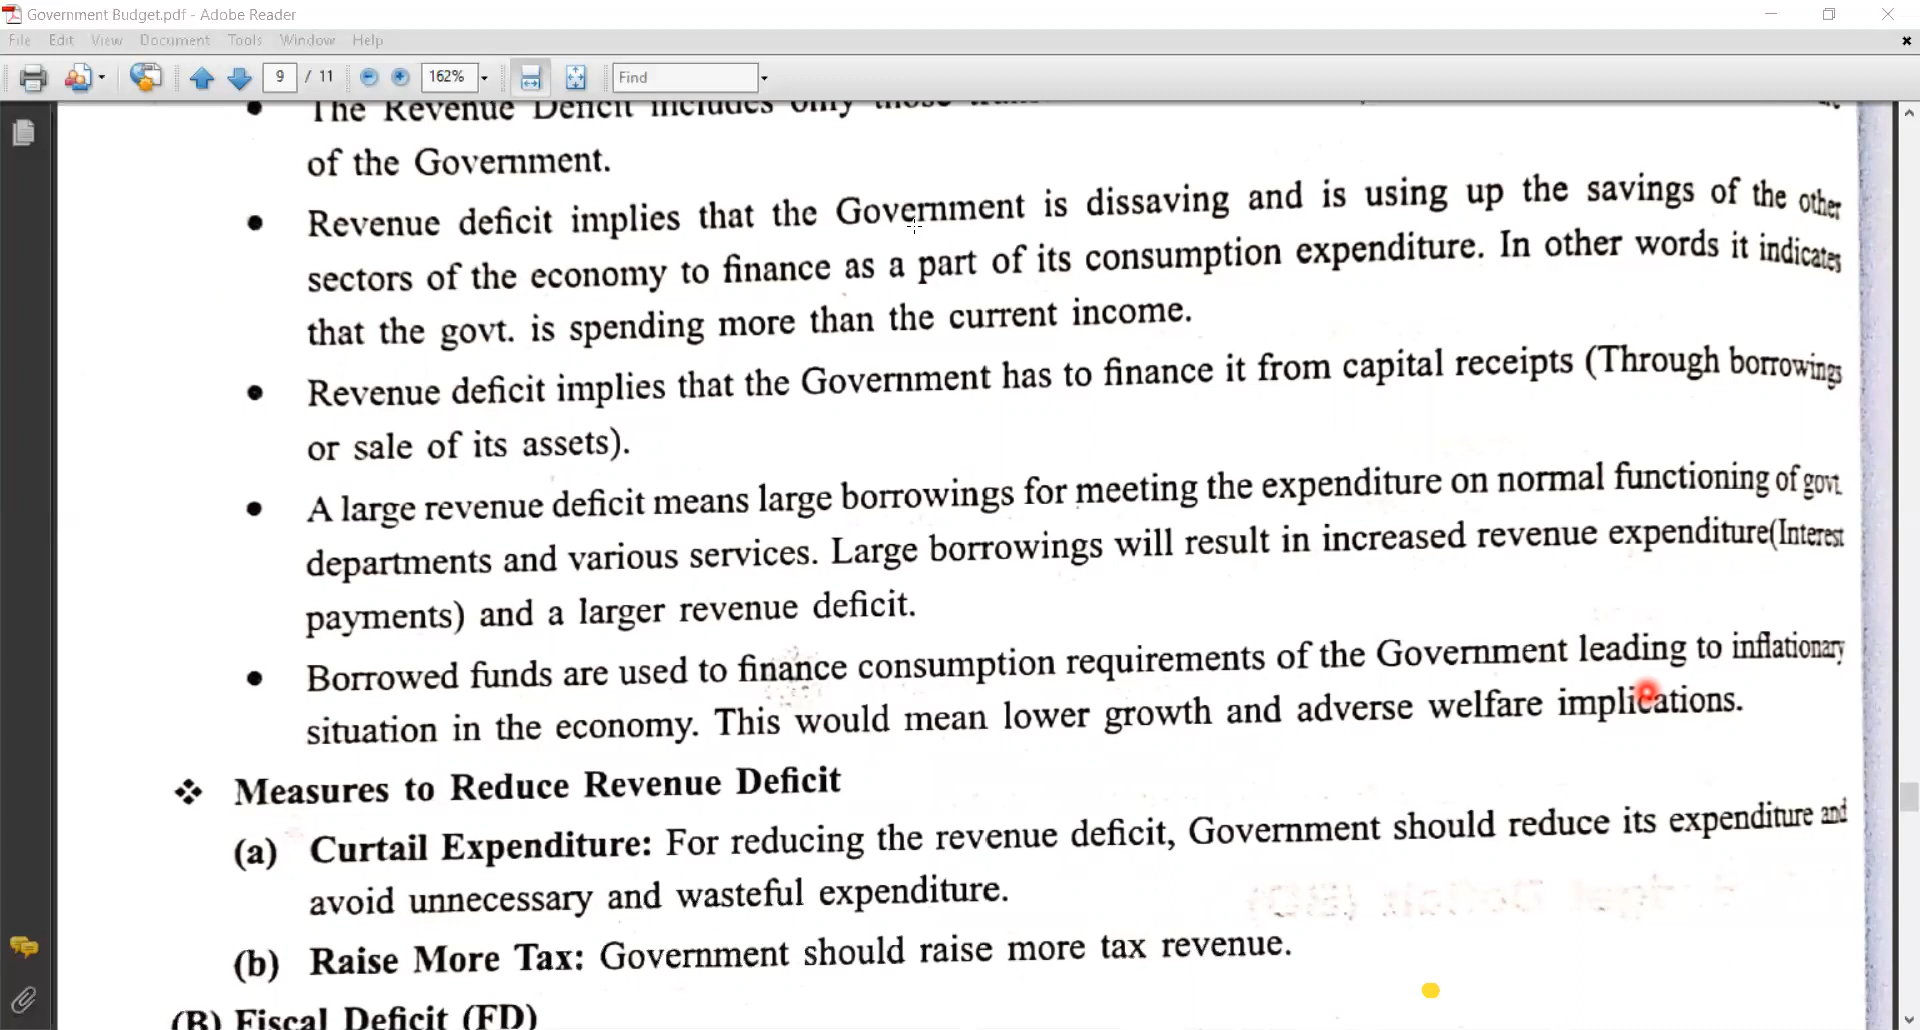 Government Budget.pdf - Adobe Reader
File Edit View Document Tools Window Help
9 / 11 162% Find
• The Revenue Deficit includes only those
of the Government.
• Revenue deficit implies that the Government is dissaving and is using up the savings of the other
sectors of the economy to finance as a part of its consumption expenditure. In other words it indicates
that the govt. is spending more than the current income.
• Revenue deficit implies that the Government has to finance it from capital receipts (Through borrowings
or sale of its assets).
• A large revenue deficit means large borrowings for meeting the expenditure on normal functioning of govt.
departments and various services. Large borrowings will result in increased revenue expenditure(Interest
payments) and a larger revenue deficit.
• Borrowed funds are used to finance consumption requirements of the Government leading to inflationary
situation in the economy. This would mean lower growth and adverse welfare implications.
❖ Measures to Reduce Revenue Deficit
(a) Curtail Expenditure: For reducing the revenue deficit, Government should reduce its expenditure and
avoid unnecessary and wasteful expenditure.
(b) Raise More Tax: Government should raise more tax revenue.
(B) Fiscal Deficit (FD)